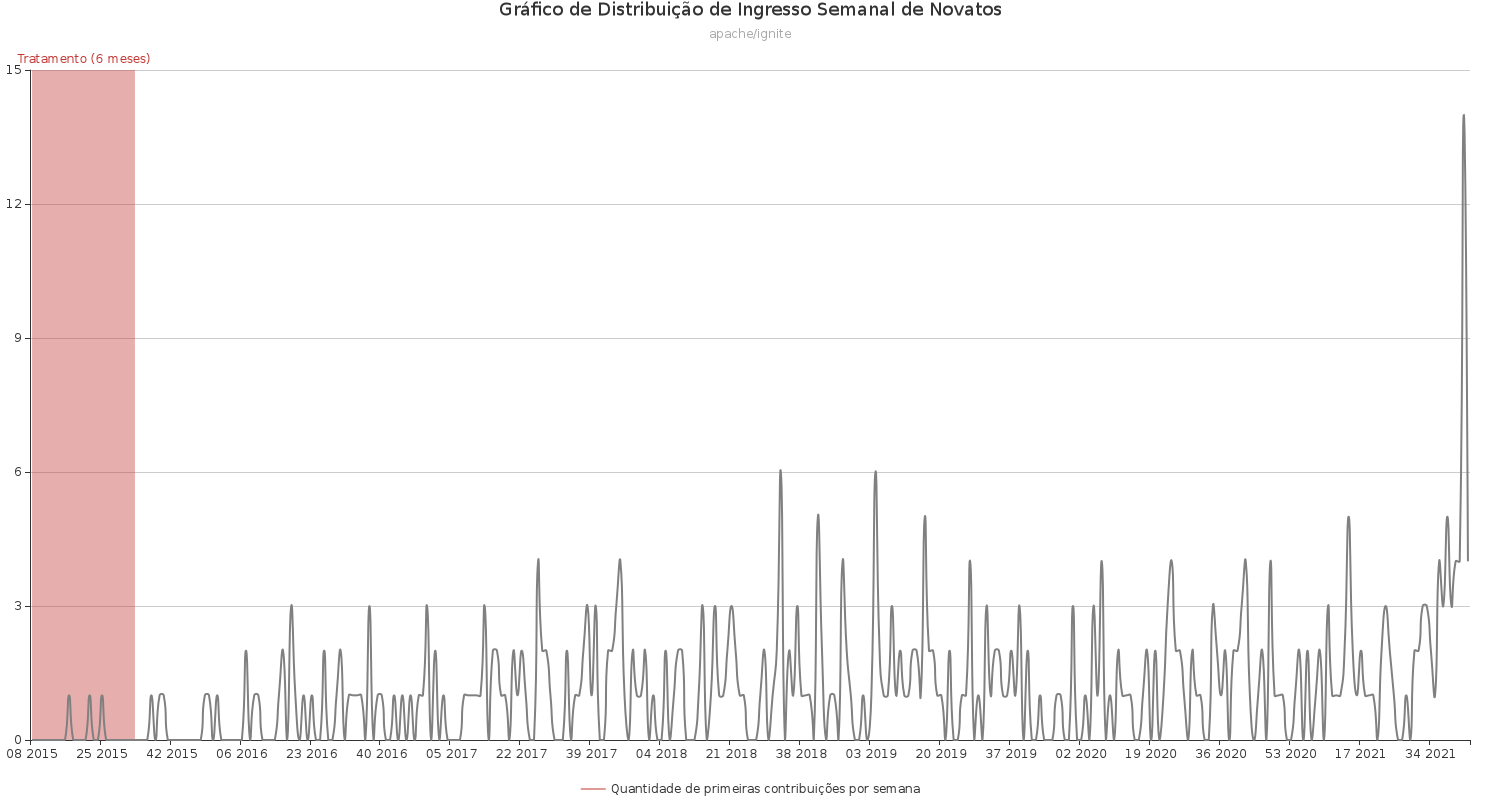 Gráfico de Distribuição de Ingresso Semanal de Novatos
apache/ignite
Tratamento (6 meses)
15
12
9
6
3
0
08 2015 25 2015 42 2015 06 2016 23 2016 40 2016 05 2017 22 2017 39 2017 04 2018 21 2018 38 2018 03 2019 20 2019 37 2019 02 2020 19 2020 36 2020 53 2020 17 2021 34 2021
Quantidade de primeiras contribuições por semana